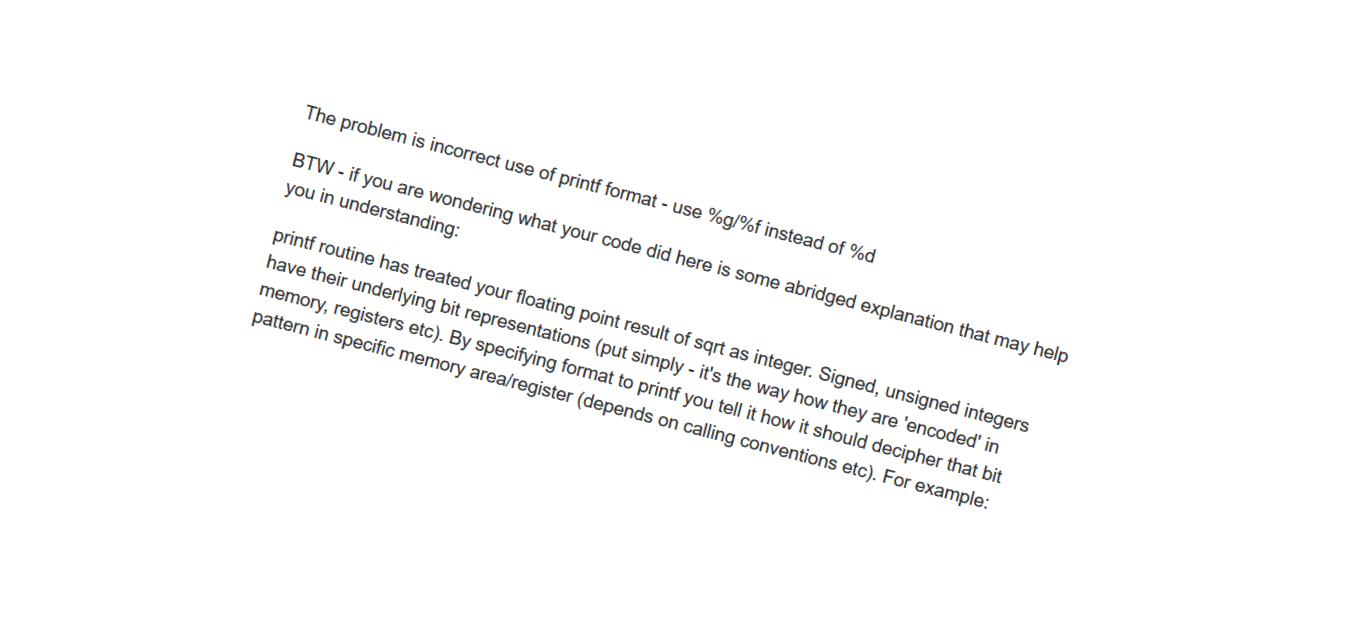 The problem is incorrect use of printf format - use %g/%f instead of %d
BTW - if you are wondering what your code did here is some abridged explanation that may help
you in understanding:
printf routine has treated your floating point result of sqrt as integer. Signed, unsigned integers
have their underlying bit representations (put simply - it's the way how they are 'encoded' in
memory, registers etc). By specifying format to printf you tell it how it should decipher that bit
pattern in specific memory area/register (depends on calling conventions etc). For example: